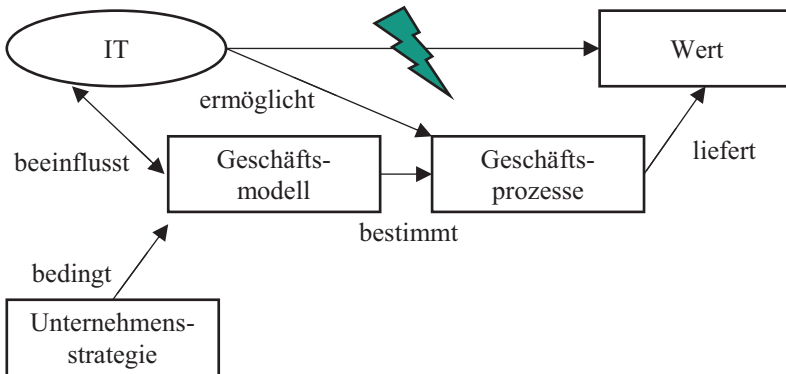 IT
Wert
ermöglicht
beeinflusst
Geschäfts-
modell
Geschäfts-
prozesse
liefert
bestimmt
bedingt
Unternehmens-
strategie